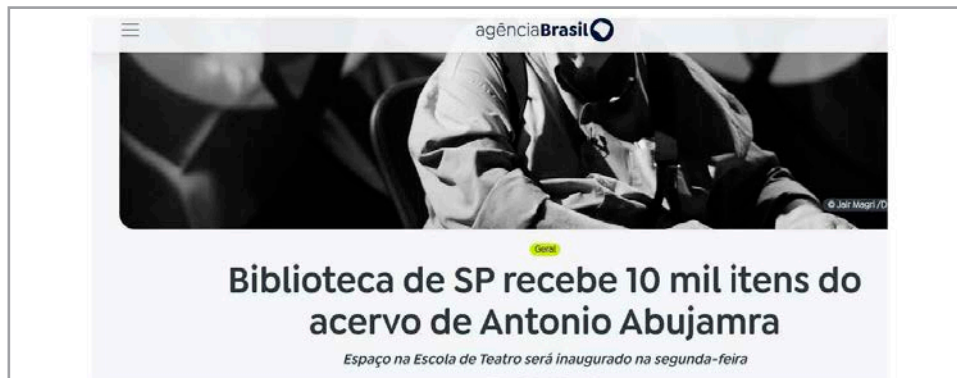 agênciaBrasil
© Jair Magri /D
Geral
Biblioteca de SP recebe 10 mil itens do
acervo de Antonio Abujamra
Espaço na Escola de Teatro será inaugurado na segunda-feira